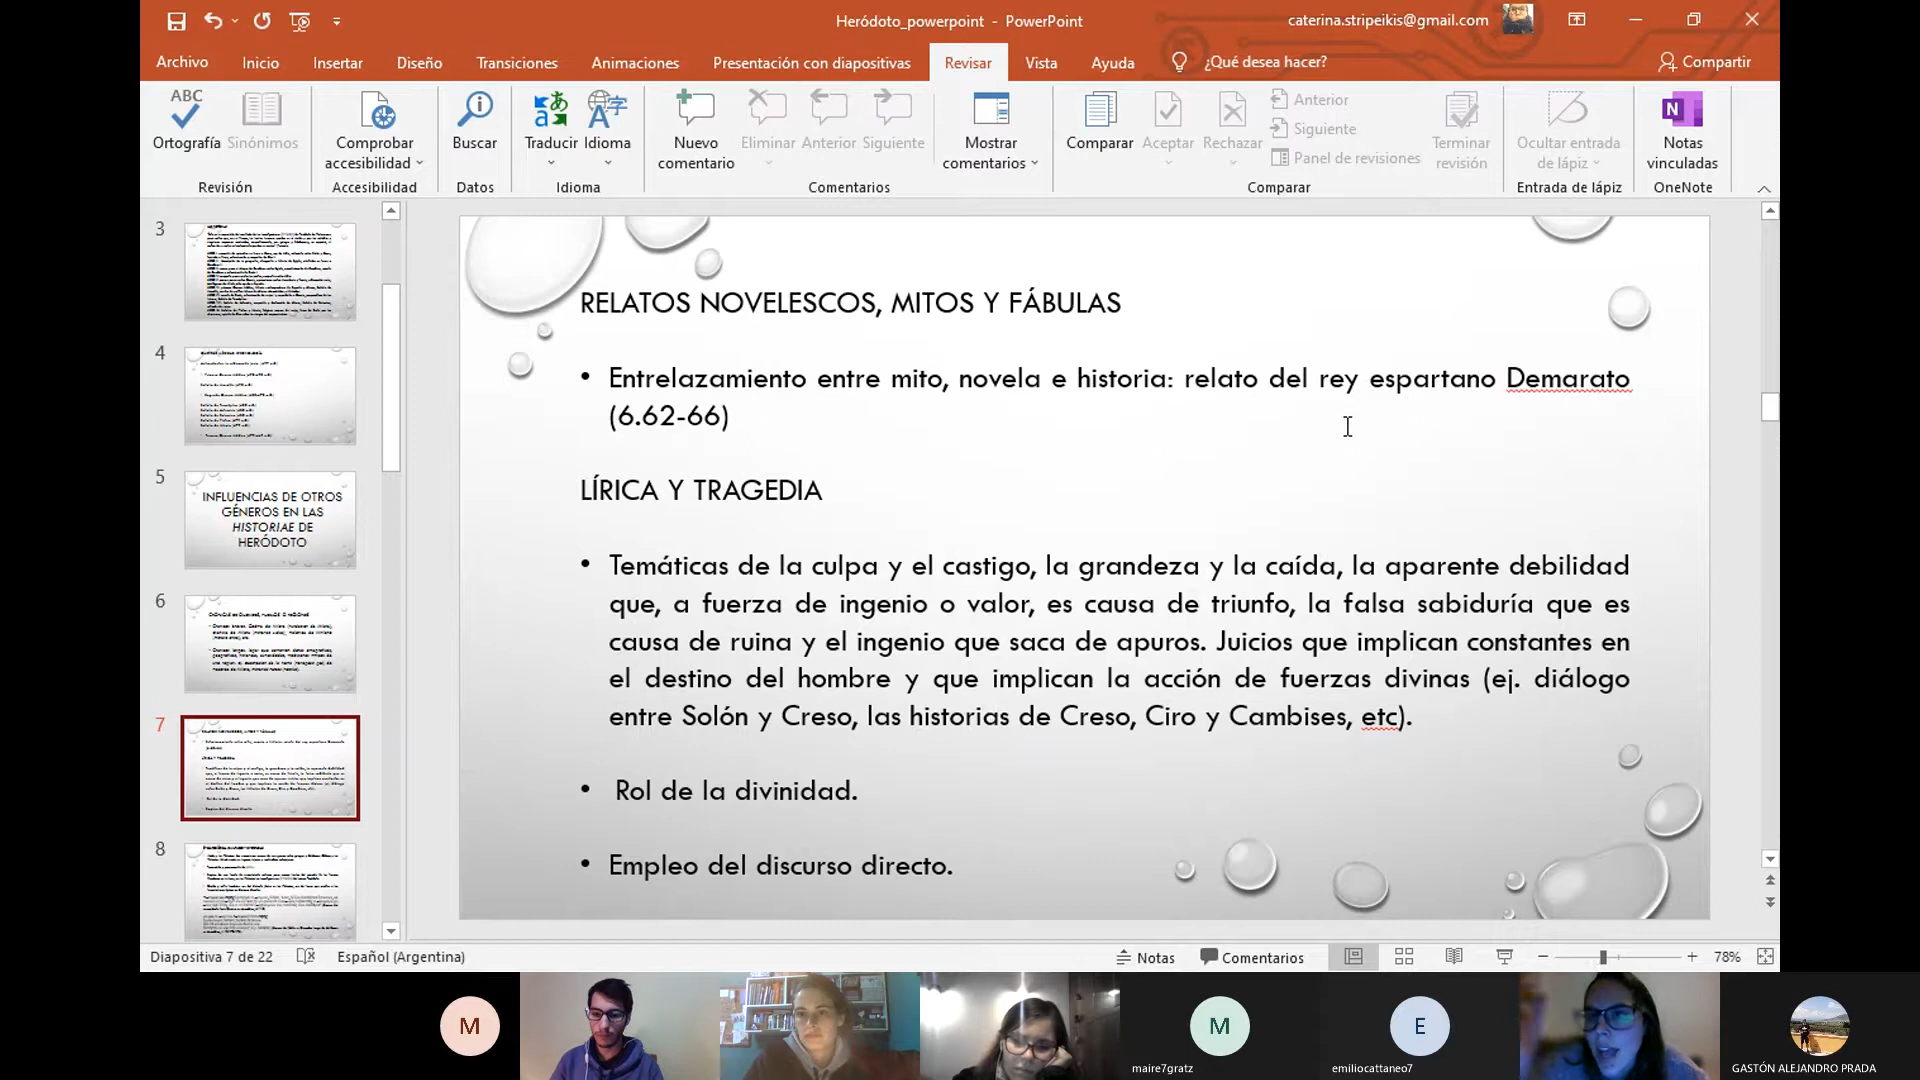 Heródoto_powerpoint - PowerPoint
caterina.stripeikis@gmail.com
Archivo Inicio Insertar Diseño Transiciones Animaciones Presentación con diapositivas Revisar Vista Ayuda ¿Qué desea hacer? Compartir
ABC
Ortografía
Sinónimos
Comprobar
accesibilidad
Buscar
Traducir
Idioma
Nuevo
comentario
Eliminar
Anterior
Siguiente
Mostrar
comentarios
Comparar
Aceptar
Rechazar
Anterior
Siguiente
Panel de revisiones
Terminar
revisión
Ocultar entrada
de lápiz
N
Notas
vinculadas
Revisión Accesibilidad Datos Idioma Comentarios Comparar Entrada de lápiz OneNote
3
4
5
INFLUENCIAS DE OTROS
GÉNEROS EN LAS
HISTORIAE DE
HERÓDOTO
6
7
8
RELATOS NOVELESCOS, MITOS Y FÁBULAS
• Entrelazamiento entre mito, novela e historia: relato del rey espartano Demarato
(6.62-66)
LÍRICA Y TRAGEDIA
• Temáticas de la culpa y el castigo, la grandeza y la caída, la aparente debilidad
que, a fuerza de ingenio o valor, es causa de triunfo, la falsa sabiduría que es
causa de ruina y el ingenio que saca de apuros. Juicios que implican constantes en
el destino del hombre y que implican la acción de fuerzas divinas (ej. diálogo
entre Solón y Creso, las historias de Creso, Ciro y Cambises, etc).
• Rol de la divinidad.
• Empleo del discurso directo.
Diapositiva 7 de 22 Español (Argentina) Notas Comentarios 78%
M
M
E
maire7gratz
emiliocattaneo7
GASTÓN ALEJANDRO PRADA